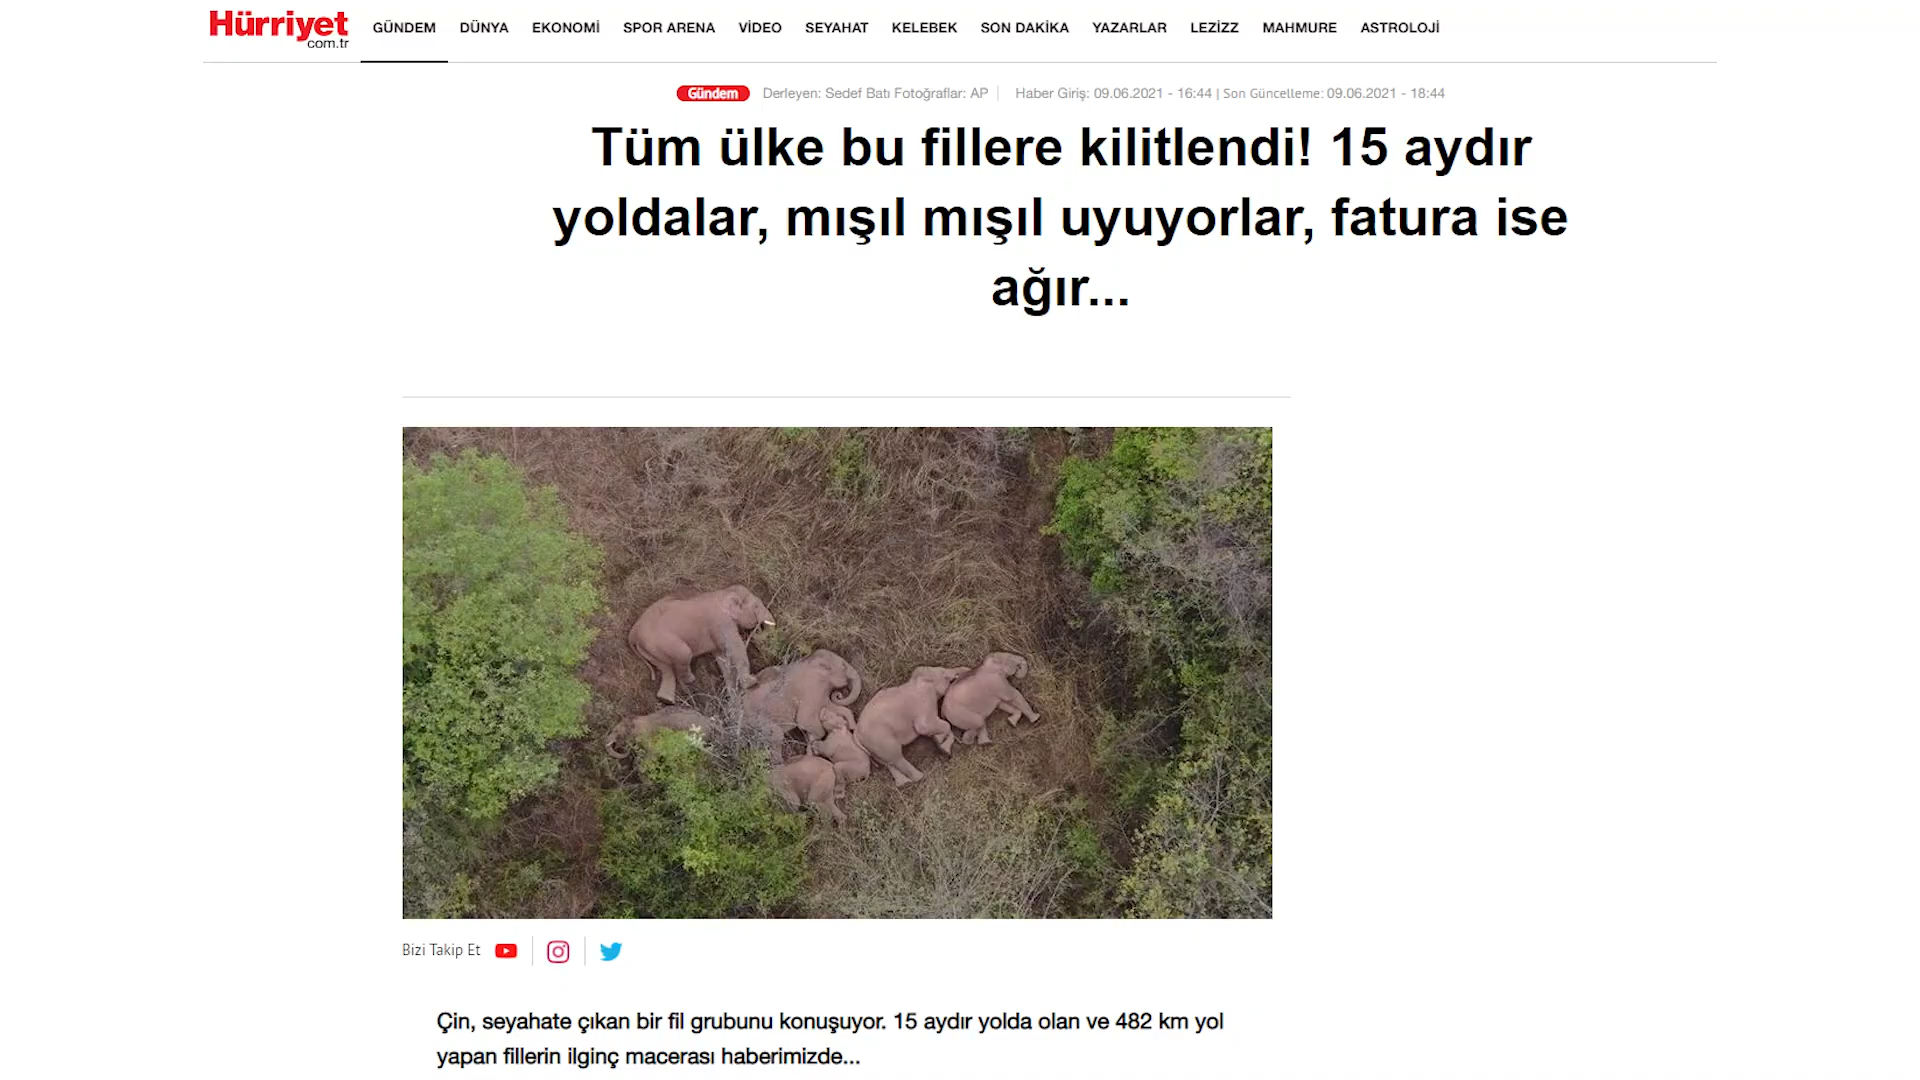 Hürriyet
com.tr
GÜNDEM DÜNYA EKONOMİ SPOR ARENA VİDEO SEYAHAT KELEBEK SON DAKİKA YAZARLAR LEZİZZ MAHMURE ASTROLOJİ
Gündem Derleyen: Sedef Batı Fotoğraflar: AP Haber Giriş: 09.06.2021 - 16:44 | Son Güncelleme: 09.06.2021 - 18:44
Tüm ülke bu fillere kilitlendi! 15 aydır
yoldalar, mışıl mışıl uyuyorlar, fatura ise
ağır...
Bizi Takip Et
Çin, seyahate çıkan bir fil grubunu konuşuyor. 15 aydır yolda olan ve 482 km yol
yapan fillerin ilginç macerası haberimizde...